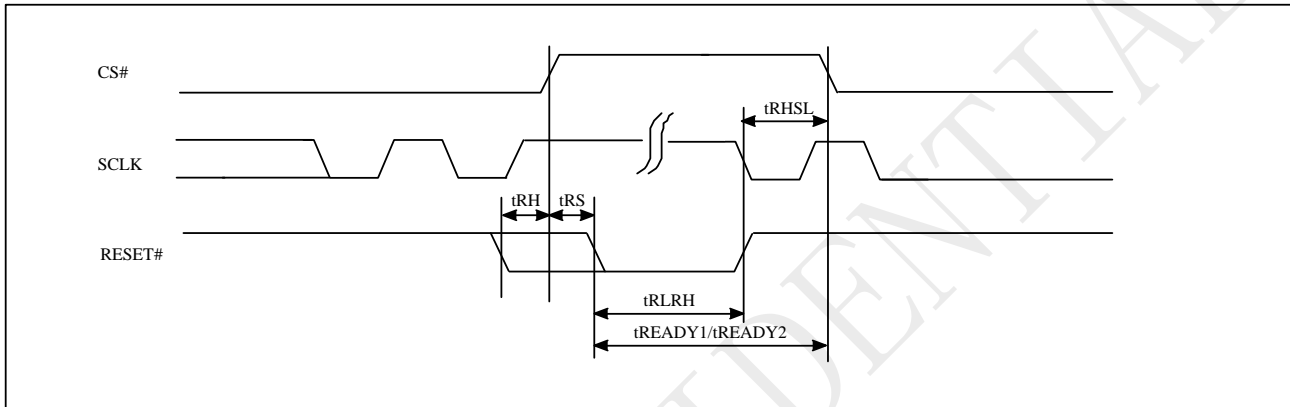 CS#
tRHSL
SCLK
tRH
tRS
RESET#
tRLRH
tREADY1/tREADY2